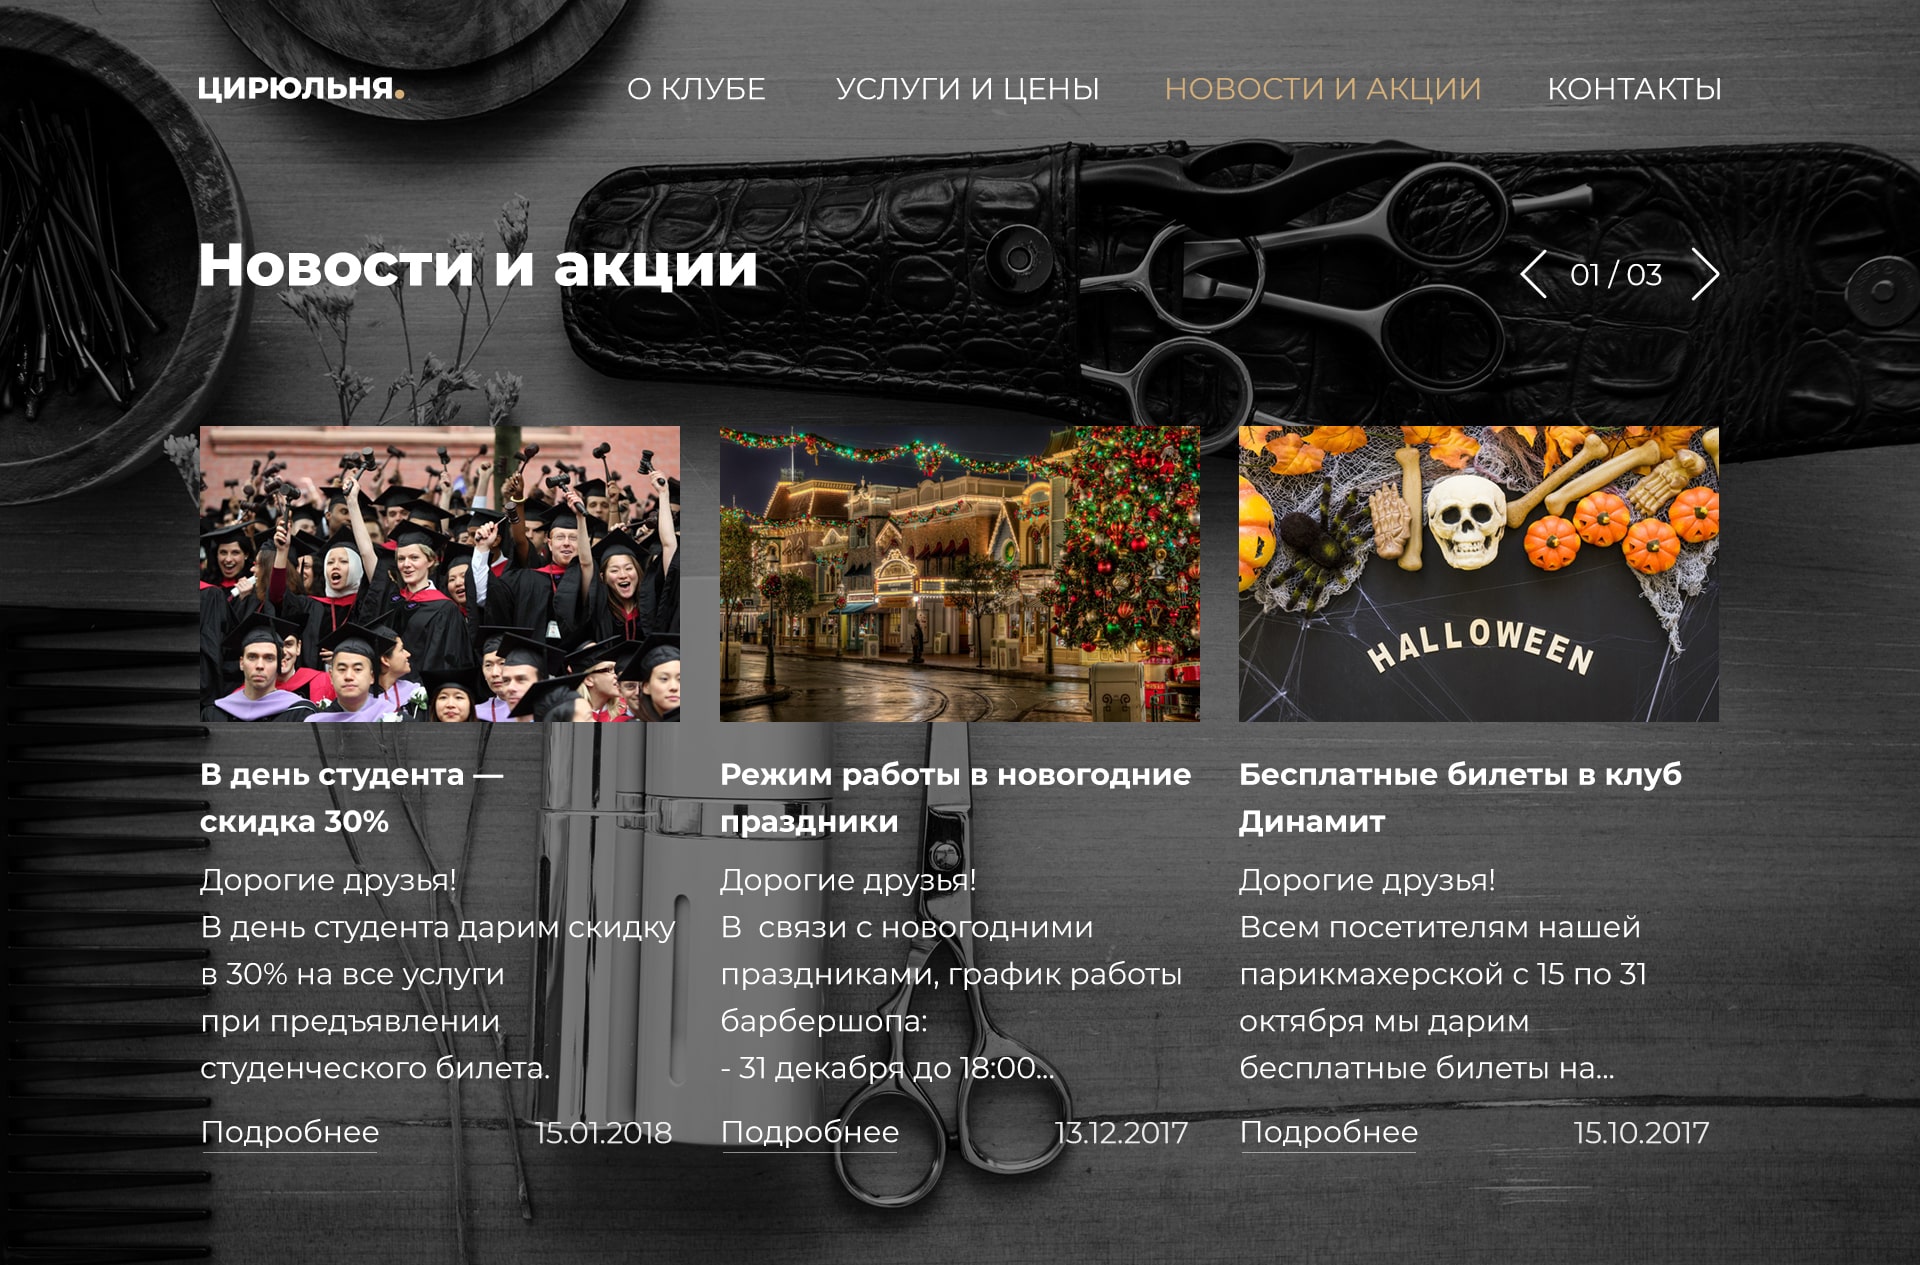 ЦИРЮЛЬНЯ.
О КЛУБЕ
УСЛУГИ И ЦЕНЫ
НОВОСТИ И АКЦИИ
КОНТАКТЫ
Новости и акции
01 / 03
HALLOWEEN
В день студента —
скидка 30%
Дорогие друзья!
В день студента дарим скидку
в 30% на все услуги
при предъявлении
студенческого билета.
Подробнее
15.01.2018
Режим работы в новогодние
праздники
Дорогие друзья!
В  связи с новогодними
праздниками, график работы
барбершопа:
- 31 декабря до 18:00...
Подробнее
13.12.2017
Бесплатные билеты в клуб
Динамит
Дорогие друзья!
Всем посетителям нашей
парикмахерской с 15 по 31
октября мы дарим
бесплатные билеты на...
Подробнее
15.10.2017